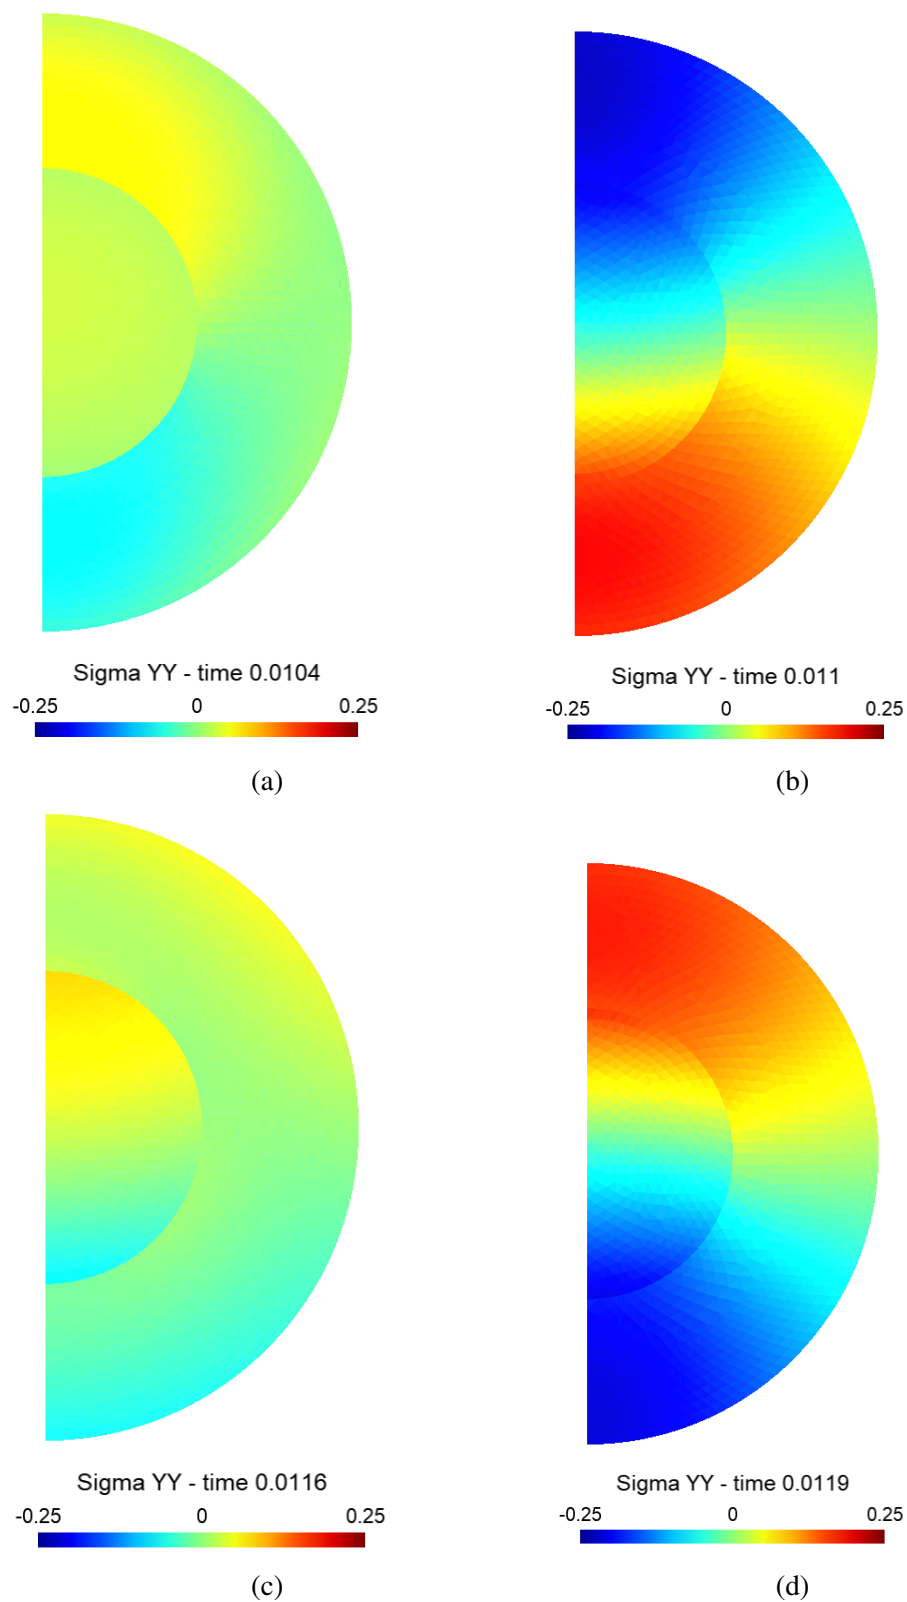 Sigma YY - time 0.0104
-0.25 0 0.25
(a)
Sigma YY - time 0.011
-0.25 0 0.25
(b)
Sigma YY - time 0.0116
-0.25 0 0.25
(c)
Sigma YY - time 0.0119
-0.25 0 0.25
(d)